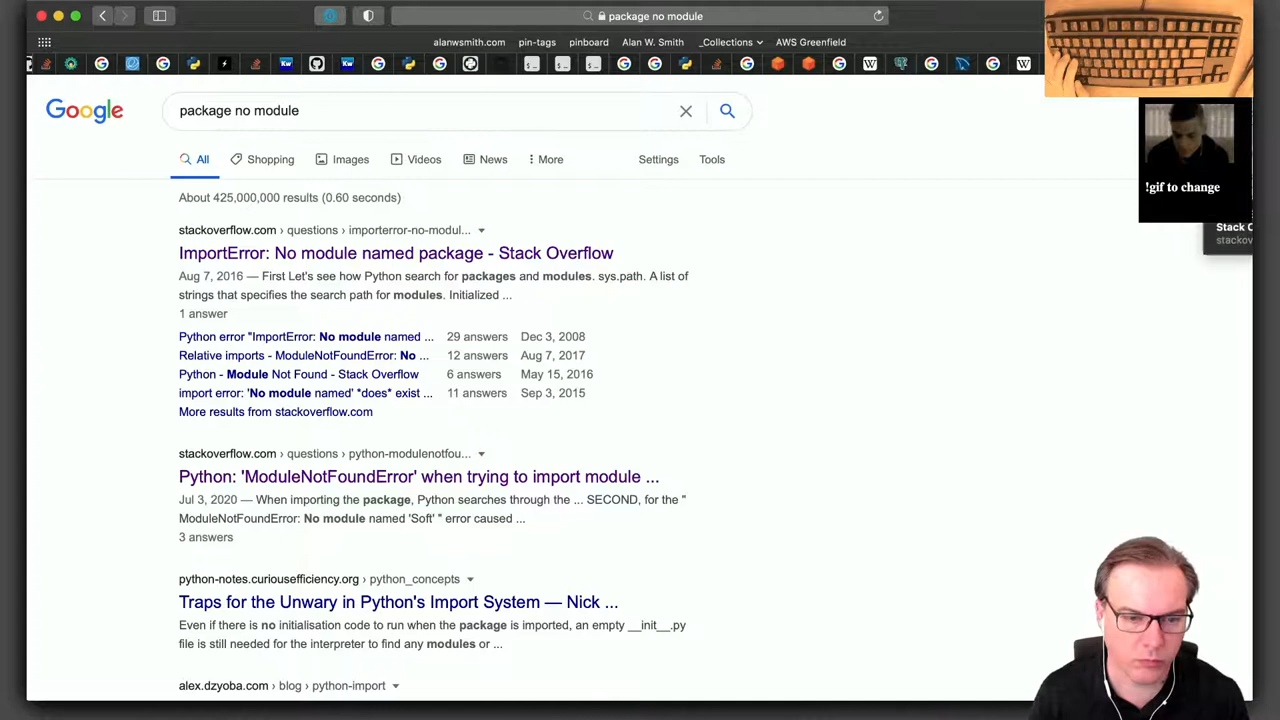 package no module
alanwsmith.com pin-tags pinboard Alan W. Smith _Collections AWS Greenfield
Google
package no module
All Shopping Images Videos News More Settings Tools
About 425,000,000 results (0.60 seconds)
stackoverflow.com › questions › importerror-no-modul...
ImportError: No module named package - Stack Overflow
Aug 7, 2016 — First Let's see how Python search for packages and modules. sys.path. A list of
strings that specifies the search path for modules. Initialized ...
1 answer
Python error "ImportError: No module named ... 29 answers Dec 3, 2008
Relative imports - ModuleNotFoundError: No ... 12 answers Aug 7, 2017
Python - Module Not Found - Stack Overflow 6 answers May 15, 2016
import error: 'No module named' *does* exist ... 11 answers Sep 3, 2015
More results from stackoverflow.com
stackoverflow.com › questions › python-modulenotfou...
Python: 'ModuleNotFoundError' when trying to import module ...
Jul 3, 2020 — When importing the package, Python searches through the ... SECOND, for the "
ModuleNotFoundError: No module named 'Soft' " error caused ...
3 answers
python-notes.curiousefficiency.org › python_concepts
Traps for the Unwary in Python's Import System — Nick ...
Even if there is no initialisation code to run when the package is imported, an empty __init__.py
file is still needed for the interpreter to find any modules or ...
alex.dzyoba.com › blog › python-import
!gif to change
Stack O
stackov